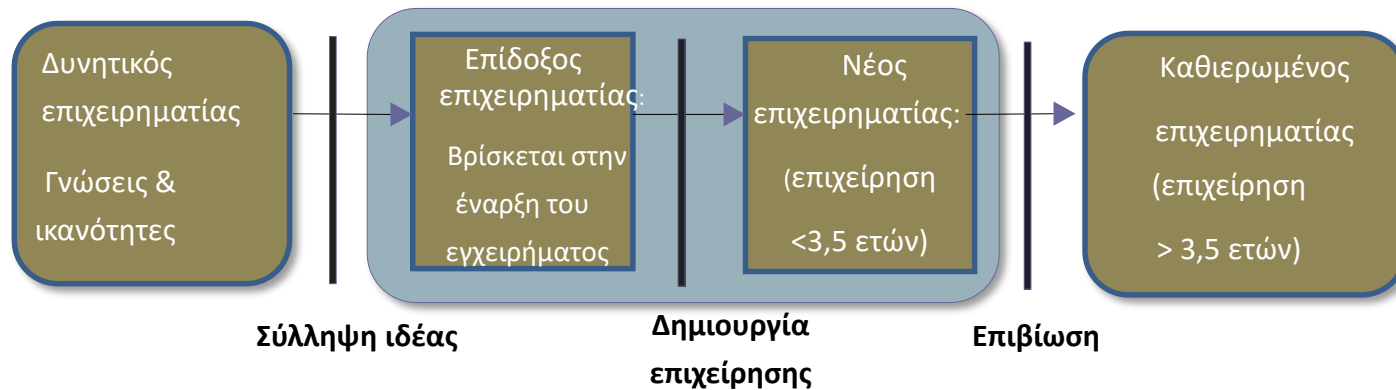 Δυνητικός
επιχειρηματίας
Γνώσεις &
ικανότητες
Επίδοξος
επιχειρηματίας:
Βρίσκεται στην
έναρξη του
εγχειρήματος
Νέος
επιχειρηματίας:
(επιχείρηση
<3,5 ετών)
Καθιερωμένος
επιχειρηματίας
(επιχείρηση
> 3,5 ετών)
Σύλληψη ιδέας
Δημιουργία
επιχείρησης
Επιβίωση